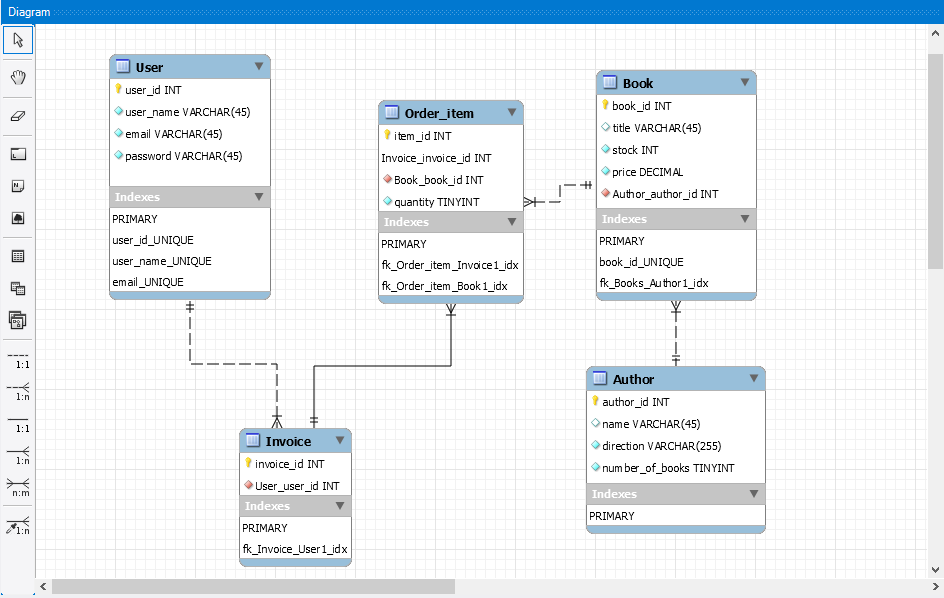 Diagram
User
user_id INT
user_name VARCHAR(45)
email VARCHAR(45)
password VARCHAR(45)
Indexes
PRIMARY
user_id_UNIQUE
user_name_UNIQUE
email_UNIQUE
Order_item
item_id INT
Invoice_invoice_id INT
Book_book_id INT
quantity TINYINT
Indexes
PRIMARY
fk_Order_item_Invoice1_idx
fk_Order_item_Book1_idx
Book
book_id INT
title VARCHAR(45)
stock INT
price DECIMAL
Author_author_id INT
Indexes
PRIMARY
book_id_UNIQUE
fk_Books_Author1_idx
Invoice
invoice_id INT
User_user_id INT
Indexes
PRIMARY
fk_Invoice_User1_idx
Author
author_id INT
name VARCHAR(45)
direction VARCHAR(255)
number_of_books TINYINT
Indexes
PRIMARY
1:1
1:n
1:1
1:n
n:m
1:n